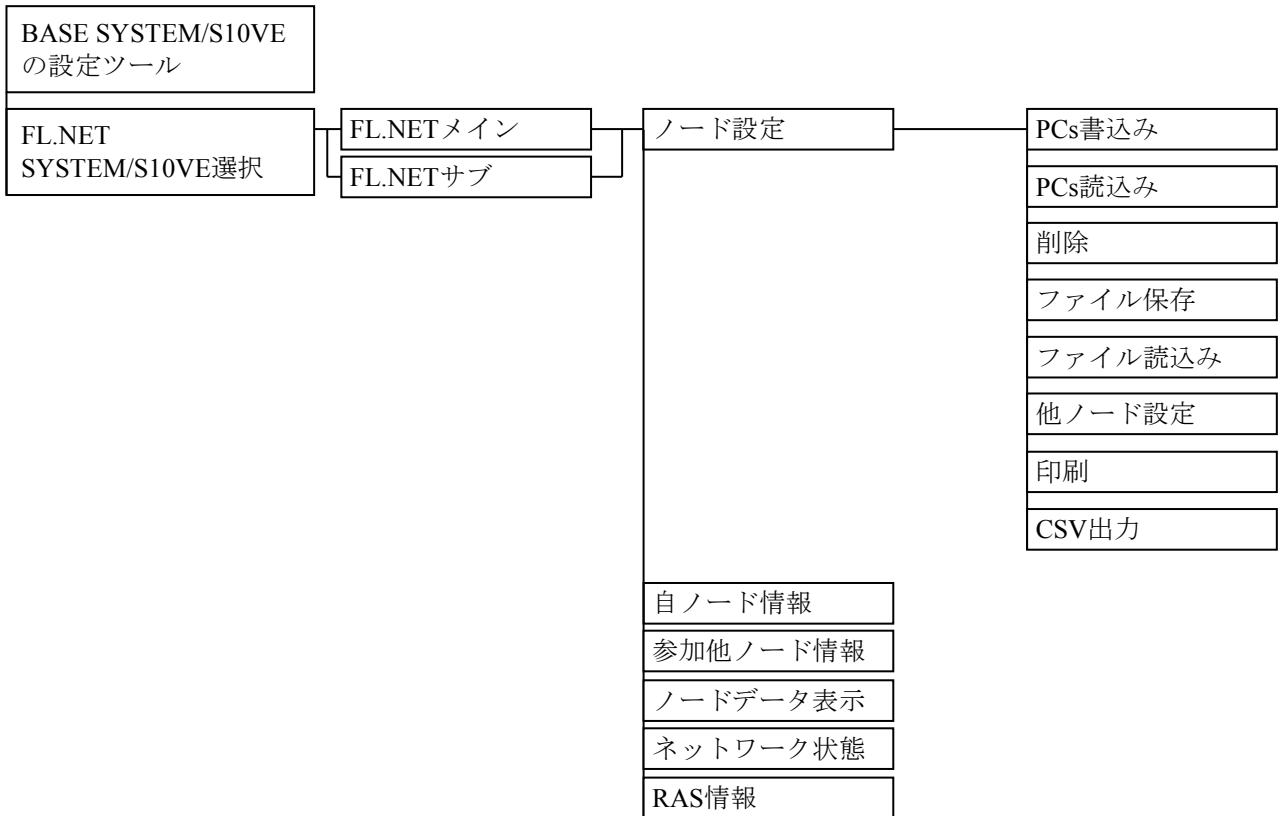 BASE SYSTEM/S10VE
の設定ツール
FL.NET
SYSTEM/S10VE選択
FL.NETメイン
FL.NETサブ
ノード設定
PCs書込み
PCs読込み
削除
ファイル保存
ファイル読込み
他ノード設定
印刷
CSV出力
自ノード情報
参加他ノード情報
ノードデータ表示
ネットワーク状態
RAS情報